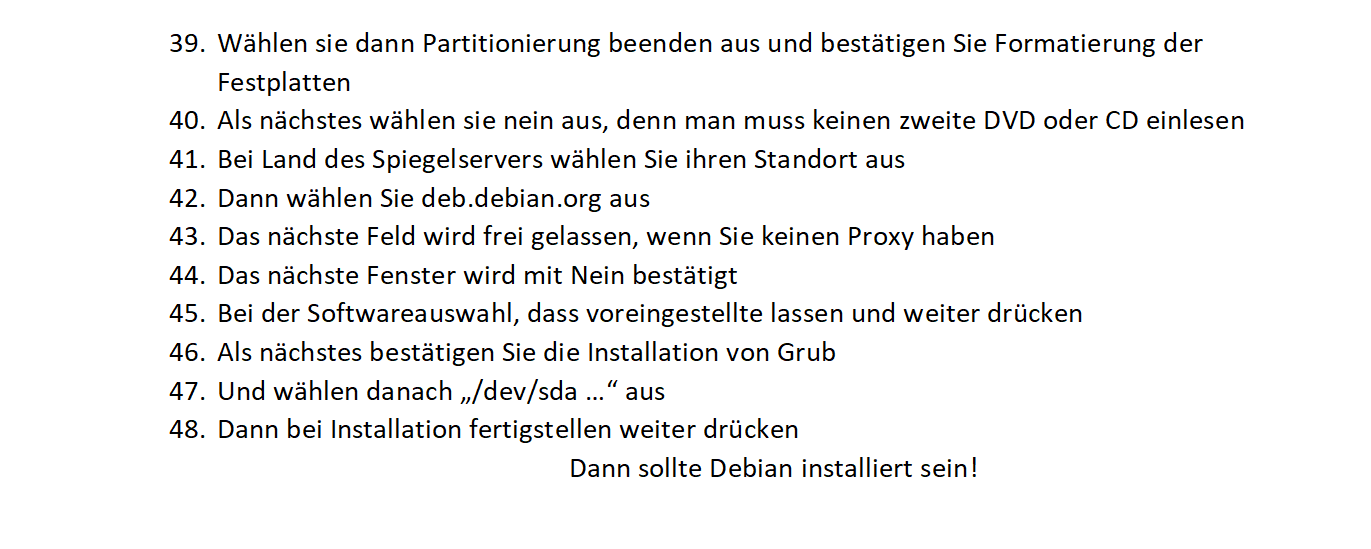 39. Wählen sie dann Partitionierung beenden aus und bestätigen Sie Formatierung der
Festplatten
40. Als nächstes wählen sie nein aus, denn man muss keinen zweite DVD oder CD einlesen
41. Bei Land des Spiegelservers wählen Sie ihren Standort aus
42. Dann wählen Sie deb.debian.org aus
43. Das nächste Feld wird frei gelassen, wenn Sie keinen Proxy haben
44. Das nächste Fenster wird mit Nein bestätigt
45. Bei der Softwareauswahl, dass voreingestellte lassen und weiter drücken
46. Als nächstes bestätigen Sie die Installation von Grub
47. Und wählen danach „/dev/sda …“ aus
48. Dann bei Installation fertigstellen weiter drücken
Dann sollte Debian installiert sein!